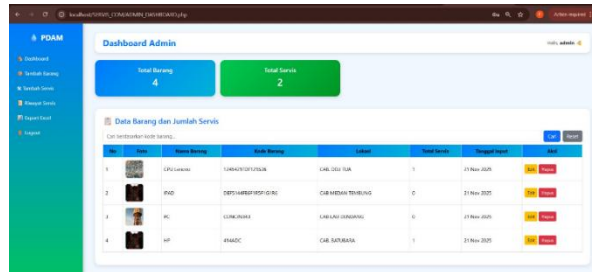 localhost/SERVIS_COM/ADMIN_DASHBOARD.php
PDAM
Dashboard
Tambah Barang
Tambah Servis
Riwayat Servis
Export Excel
Logout
Dashboard Admin
Halo, admin
Total Barang
4
Total Servis
2
Data Barang dan Jumlah Servis
Cari berdasarkan kode barang...
Cari Reset
No Foto Nama Barang Kode Barang Lokasi Total Servis Tanggal Input Aksi
1 CPU Lenovo CAB. DELI TUA 1 21 Nov 2025 Edit Hapus
2 IPAD CAB MEDAN TEMBUNG 0 21 Nov 2025 Edit Hapus
3 PC 0 21 Nov 2025 Edit Hapus
4 HP CAB. BATUBARA 1 21 Nov 2025 Edit Hapus